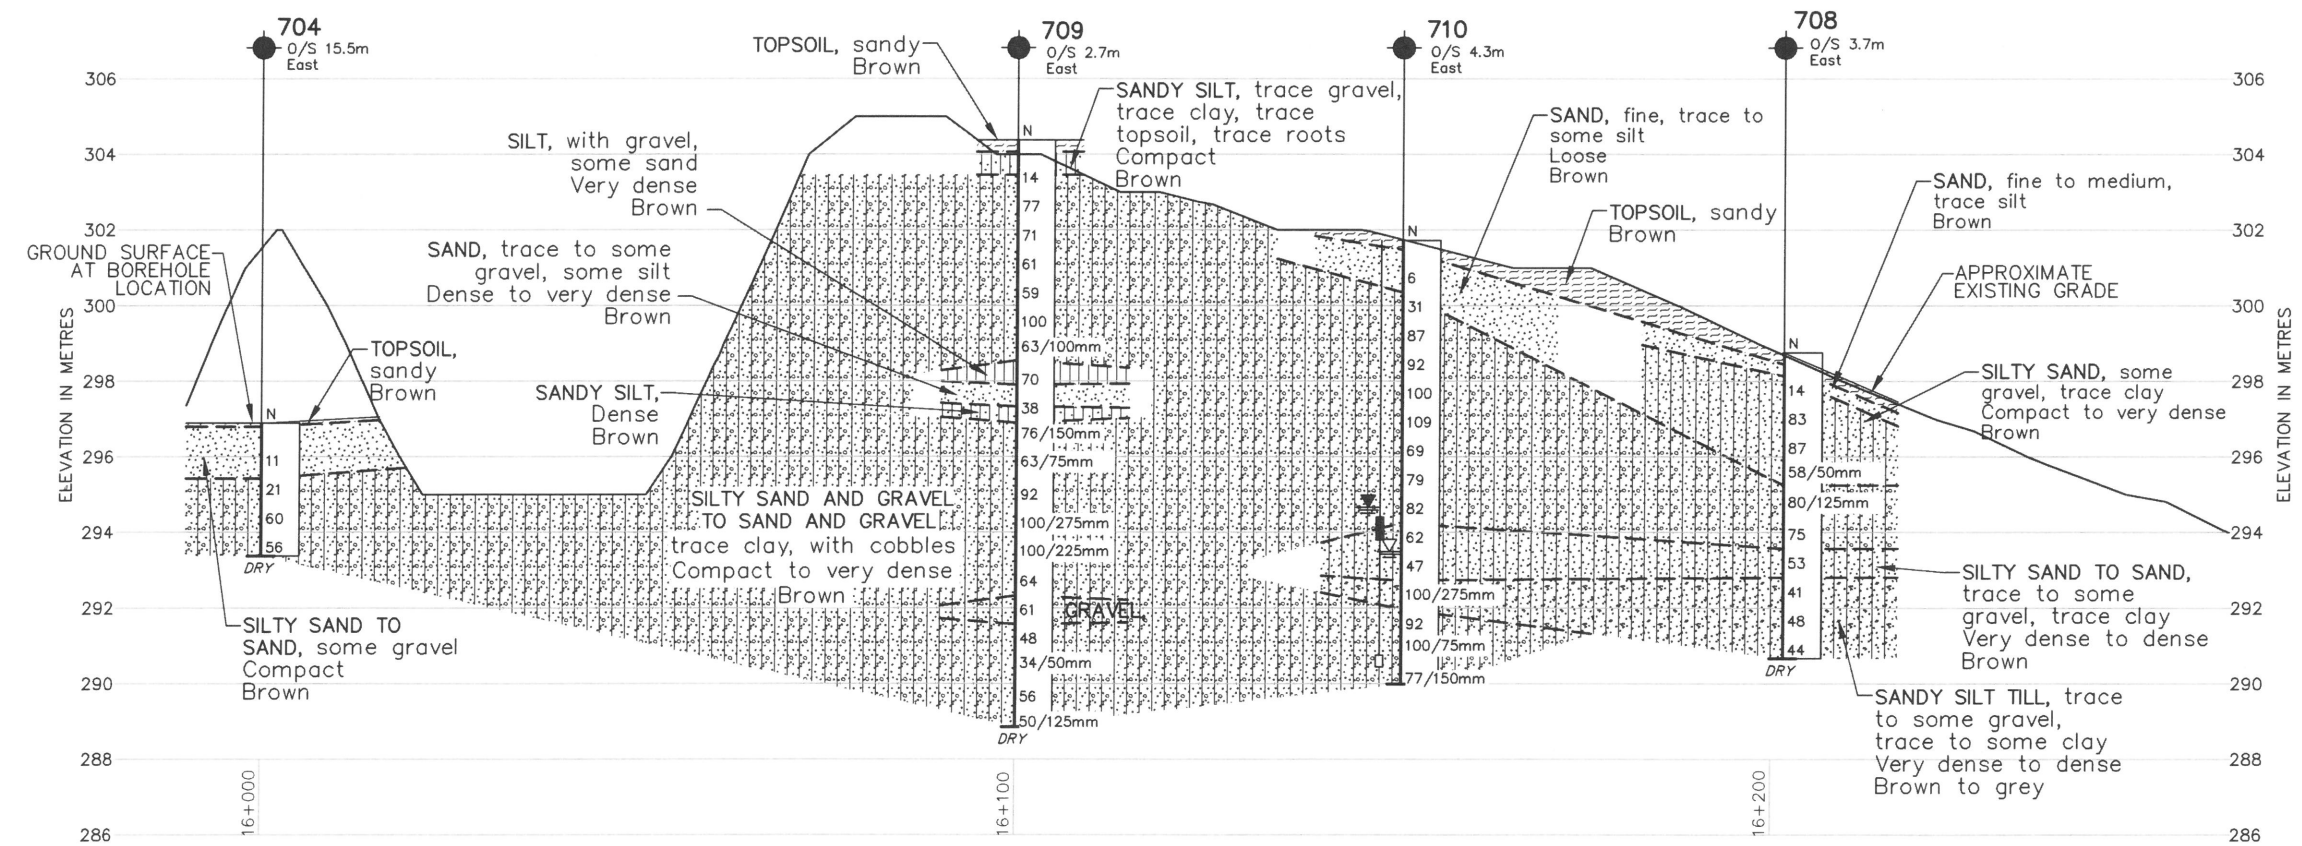 704
O/S 15.5m
East
709
O/S 2.7m
East
710
O/S 4.3m
East
708
O/S 3.7m
East
306
304
302
300
298
296
294
292
290
288
286
ELEVATION IN METRES
GROUND SURFACE
AT BOREHOLE
LOCATION
TOPSOIL,
sandy
Brown
N
11
21
60
56
DRY
SILTY SAND TO
SAND, some gravel
Compact
Brown
TOPSOIL, sandy
Brown
SILT, with gravel,
some sand
Very dense
Brown
SAND, trace to some
gravel, some silt
Dense to very dense
Brown
SANDY SILT,
Dense
Brown
SILTY SAND AND GRAVEL
TO SAND AND GRAVEL
trace clay, with cobbles
Compact to very dense
Brown
SANDY SILT, trace gravel,
trace clay, trace
topsoil, trace roots
Compact
Brown
N
14
77
71
61
59
100
63/100mm
70
38
76/150mm
63/75mm
92
100/275mm
100/225mm
64
61
48
34/50mm
56
50/125mm
DRY
GRAVEL
SAND, fine, trace to
some silt
Loose
Brown
TOPSOIL, sandy
Brown
N
6
31
87
92
100
109
69
79
82
62
47
100/275mm
92
100/75mm
77/150mm
SAND, fine to medium,
trace silt
Brown
APPROXIMATE
EXISTING GRADE
SILTY SAND, some
gravel, trace clay
Compact to very dense
Brown
N
14
83
87
58/50mm
80/125mm
75
53
41
48
44
DRY
SILTY SAND TO SAND,
trace to some
gravel, trace clay
Very dense to dense
Brown
SANDY SILT TILL, trace
to some gravel,
trace to some clay
Very dense to dense
Brown to grey
306
304
302
300
298
296
294
292
290
288
286
ELEVATION IN METRES
16+000
16+100
16+200